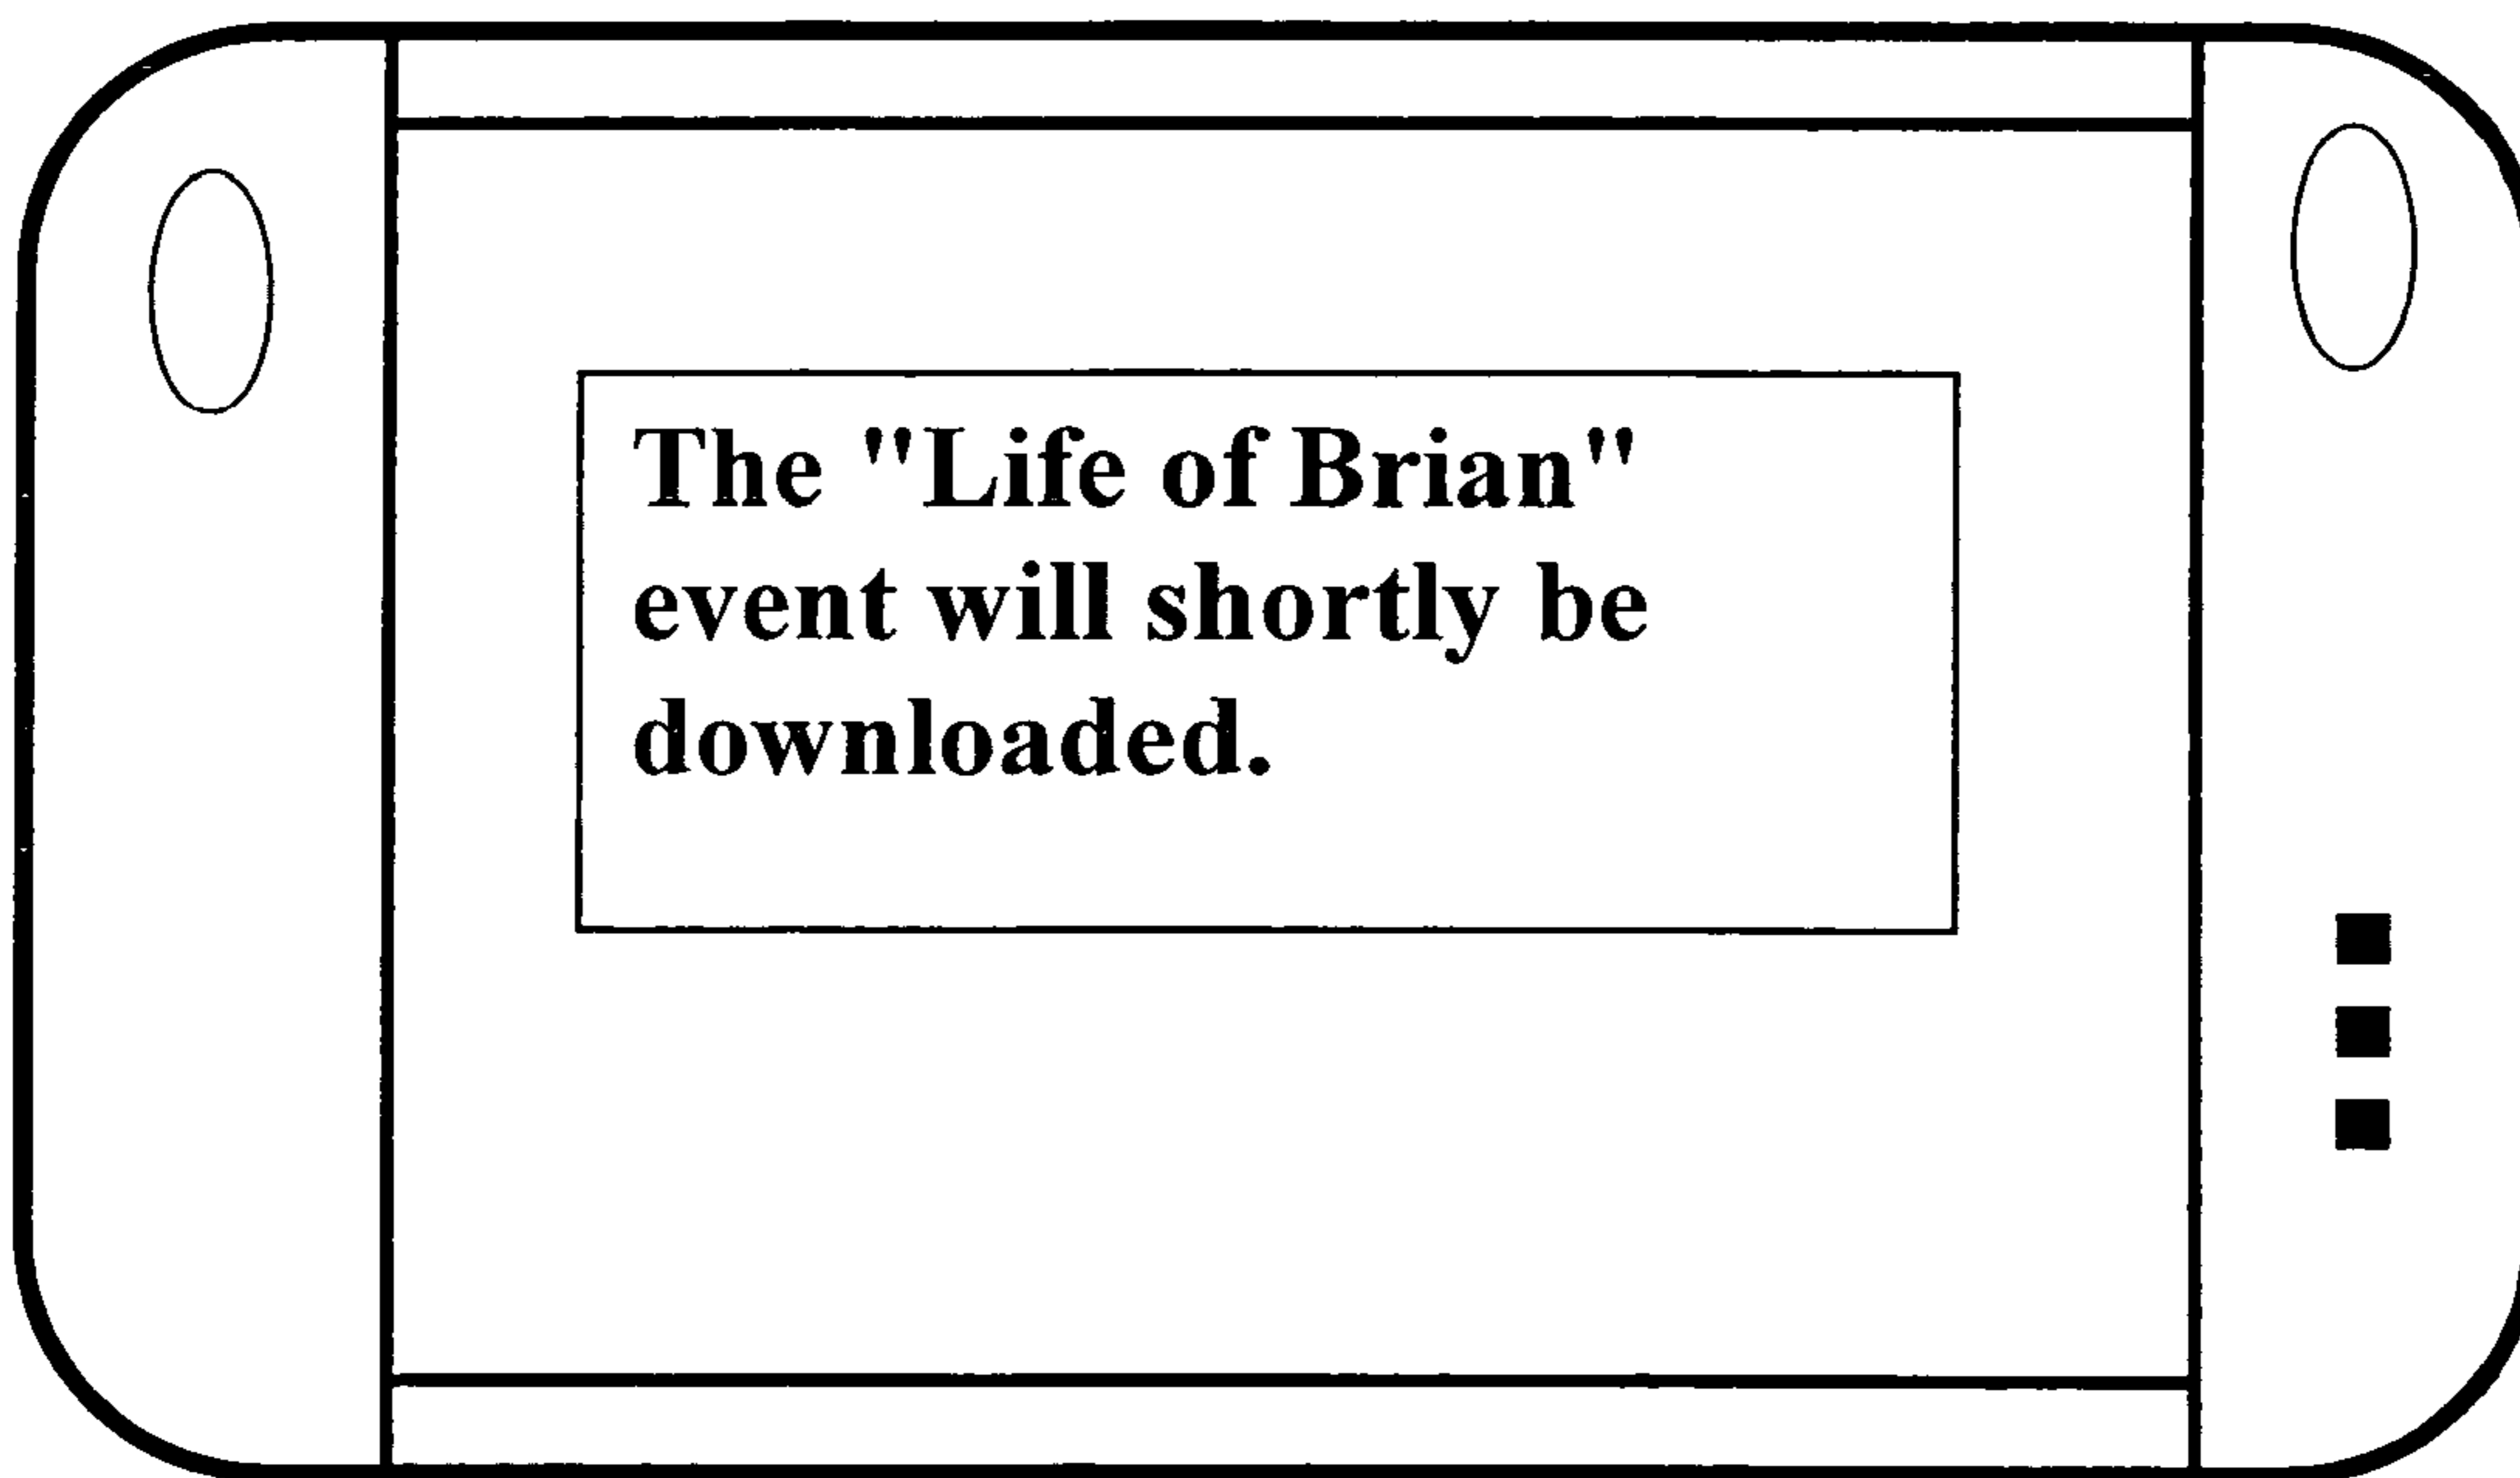 The "Life of Brian"
event will shortly be
downloaded.